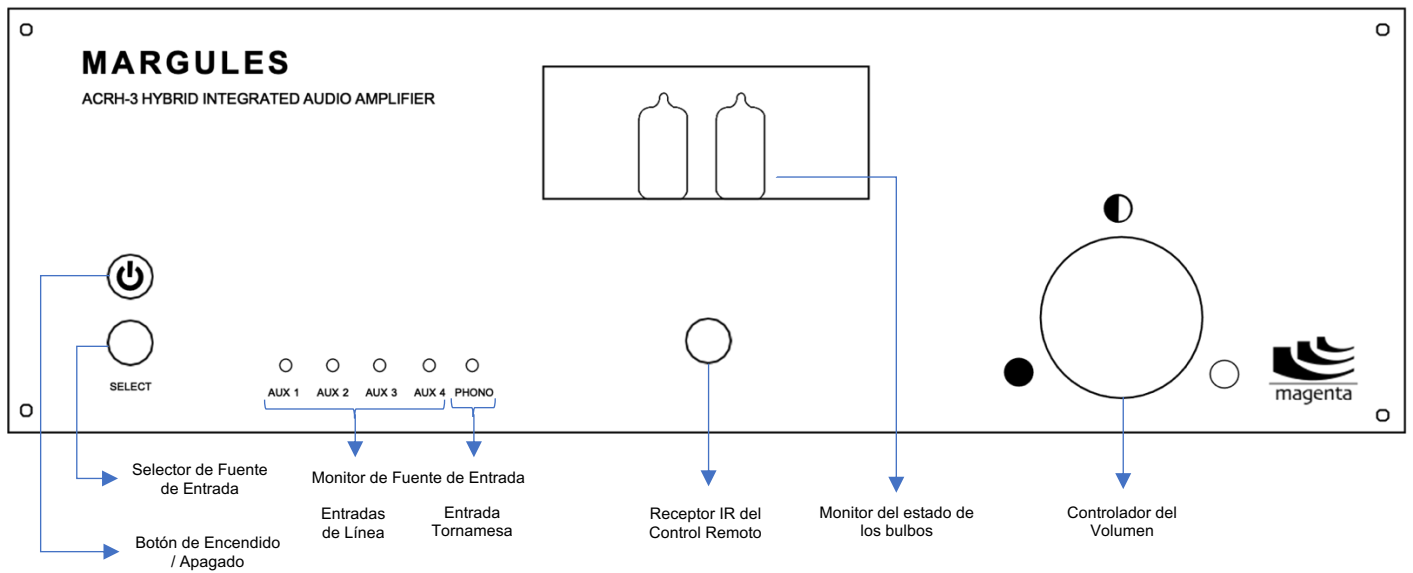 MARGULES
ACRH-3 HYBRID INTEGRATED AUDIO AMPLIFIER
SELECT
AUX 1
AUX 2
AUX 3
AUX 4
PHONO
magenta
Selector de Fuente
de Entrada
Botón de Encendido
/ Apagado
Monitor de Fuente de Entrada
Entradas
de Línea
Entrada
Tornamesa
Receptor IR del
Control Remoto
Monitor del estado de
los bulbos
Controlador del
Volumen